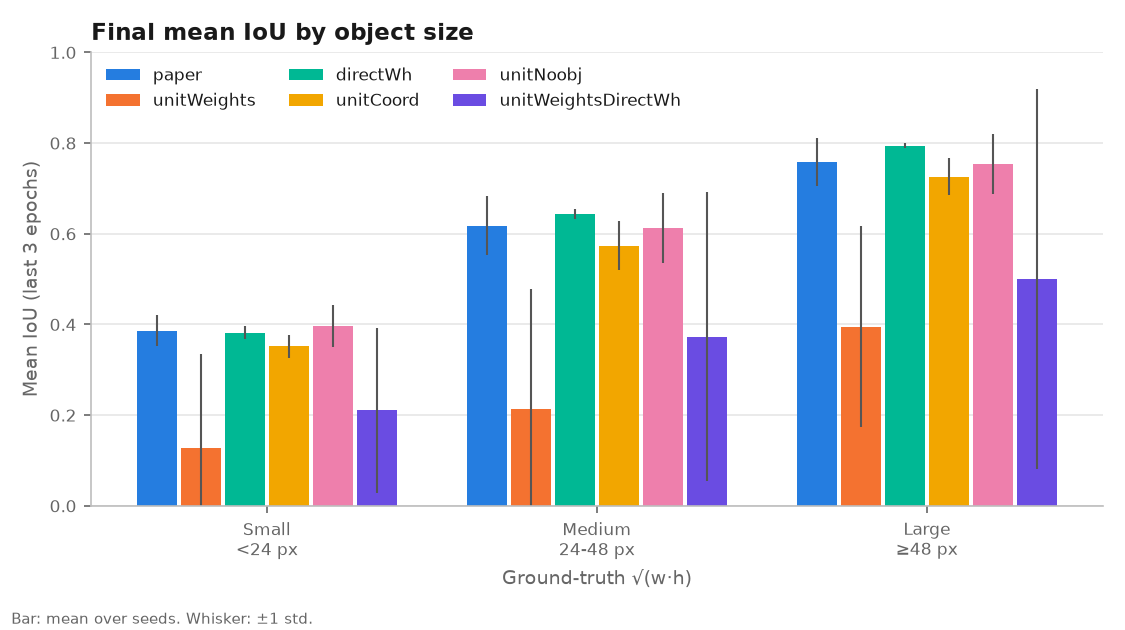 Final mean IoU by object size
1.0
0.8
0.6
0.4
0.2
0.0
Mean IoU (last 3 epochs)
paper
unitWeights
directWh
unitCoord
unitNoobj
unitWeightsDirectWh
Small
<24 px
Medium
24-48 px
Large
≥48 px
Ground-truth √(w·h)
Bar: mean over seeds. Whisker: ±1 std.